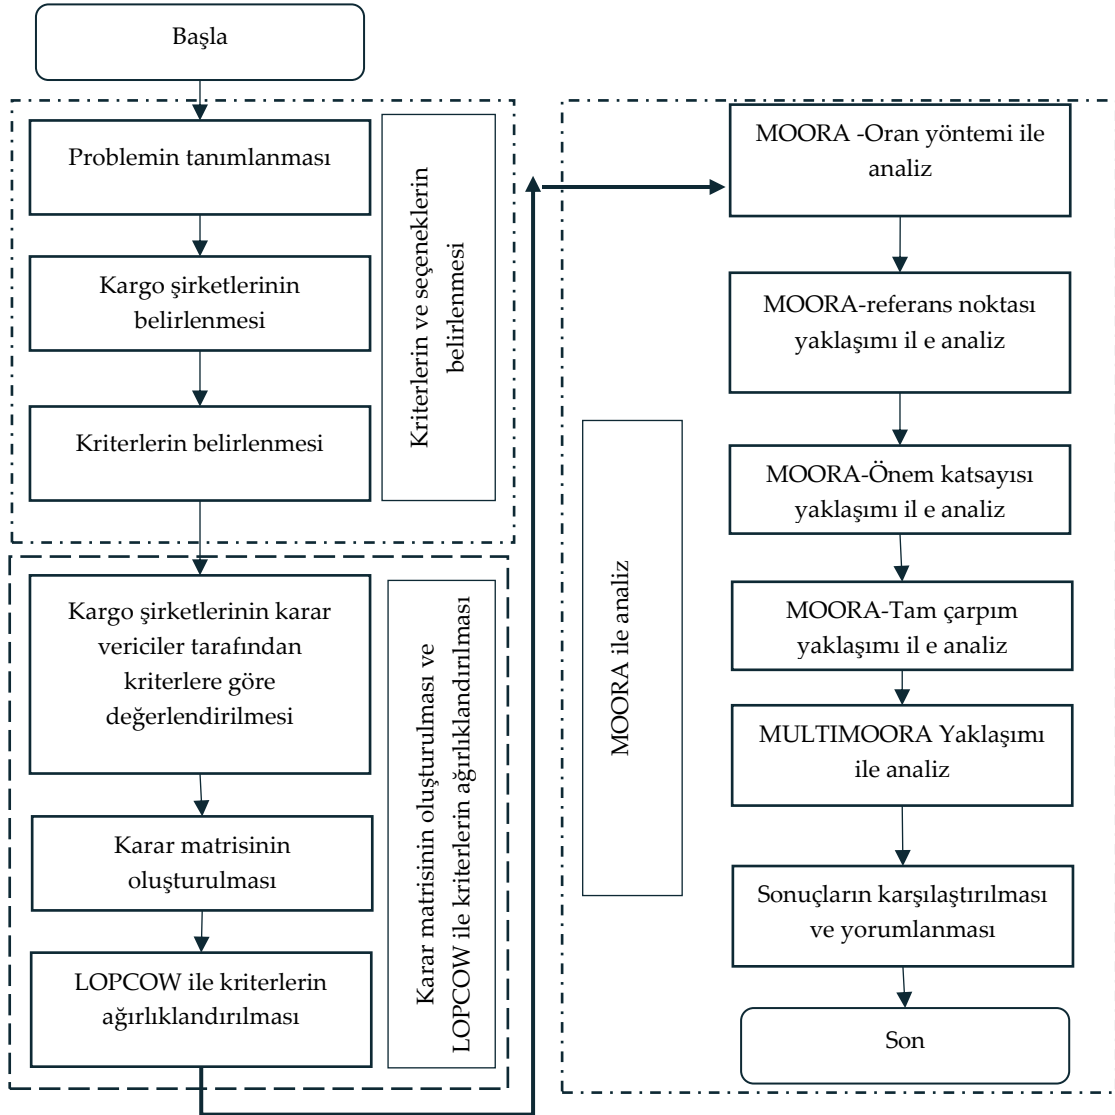 Başla
Problemin tanımlanması
Kargo şirketlerinin
belirlenmesi
Kriterlerin belirlenmesi
Kriterlerin ve seçeneklerin
belirlenmesi
Kargo şirketlerinin karar
vericiler tarafından
kriterlere göre
değerlendirilmesi
Karar matrisinin
oluşturulması
LOPCOW ile kriterlerin
ağırlıklandırılması
Karar matrisinin oluşturulması ve
LOPCOW ile kriterlerin ağırlıklandırılması
MOORA ile analiz
MOORA -Oran yöntemi ile
analiz
MOORA-referans noktası
yaklaşımı il e analiz
MOORA-Önem katsayısı
yaklaşımı il e analiz
MOORA-Tam çarpım
yaklaşımı il e analiz
MULTIMOORA Yaklaşımı
ile analiz
Sonuçların karşılaştırılması
ve yorumlanması
Son